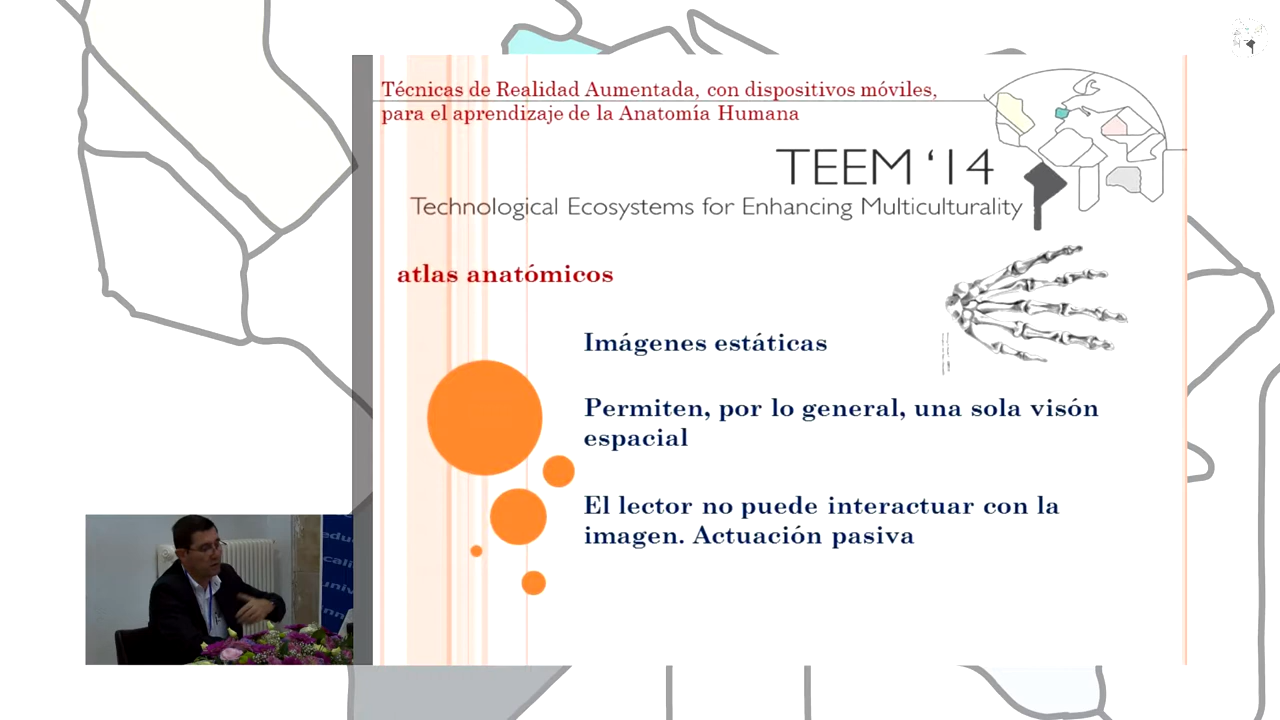 Técnicas de Realidad Aumentada, con dispositivos móviles,
para el aprendizaje de la Anatomía Humana
TEEM ‘14
Technological Ecosystems for Enhancing Multiculturality
atlas anatómicos
Imágenes estáticas
Permiten, por lo general, una sola visón
espacial
El lector no puede interactuar con la
imagen. Actuación pasiva